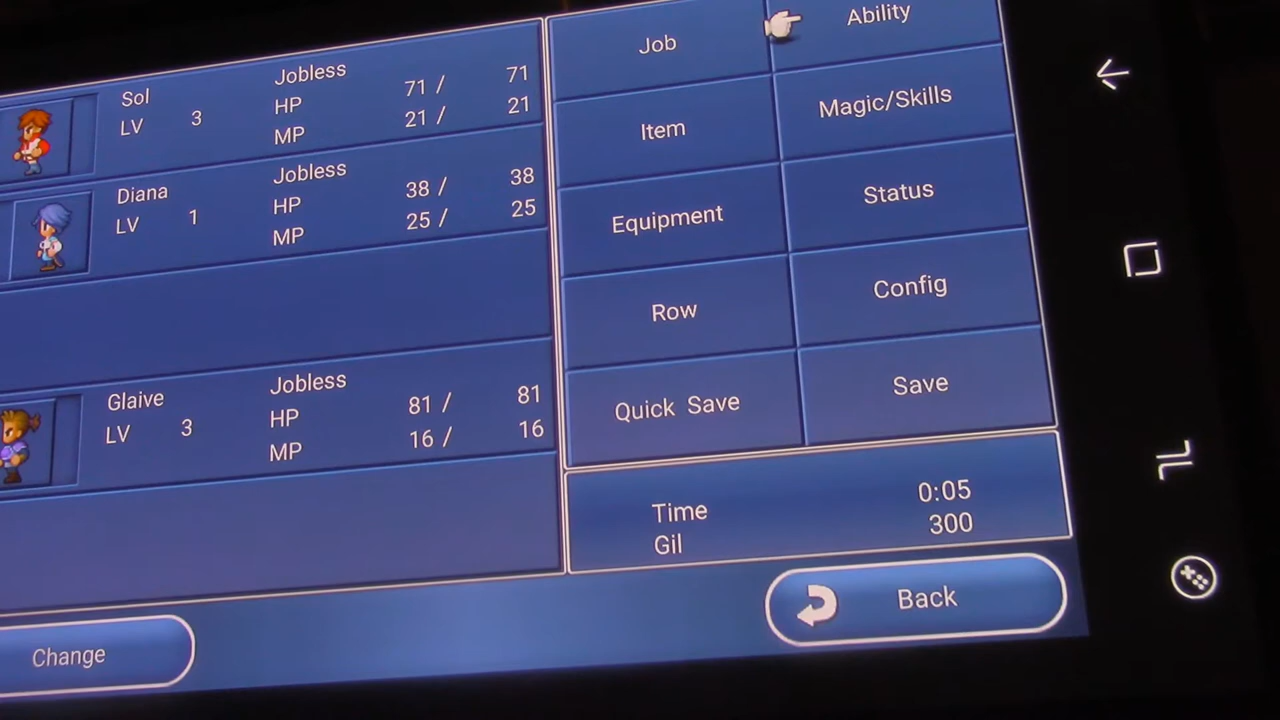 Sol
LV 3
Jobless
HP 71 / 71
MP 21 / 21
Diana
LV 1
Jobless
HP 38 / 38
MP 25 / 25
Glaive
LV 3
Jobless
HP 81 / 81
MP 16 / 16
Job
Ability
Item
Magic/Skills
Equipment
Status
Row
Config
Quick Save
Save
Time 0:05
Gil 300
Change
Back